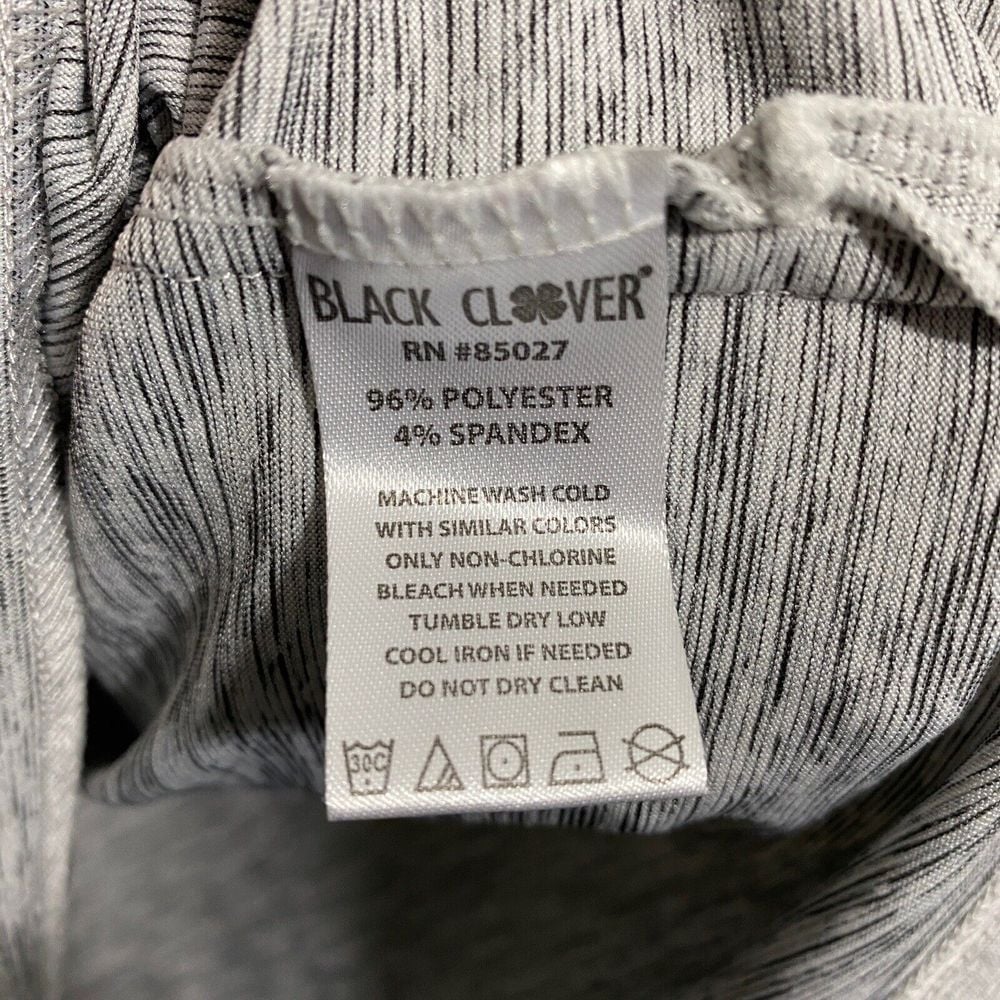 BLACK CLOVER®
RN #85027
96% POLYESTER
4% SPANDEX
MACHINE WASH COLD
WITH SIMILAR COLORS
ONLY NON-CHLORINE
BLEACH WHEN NEEDED
TUMBLE DRY LOW
COOL IRON IF NEEDED
DO NOT DRY CLEAN
30C